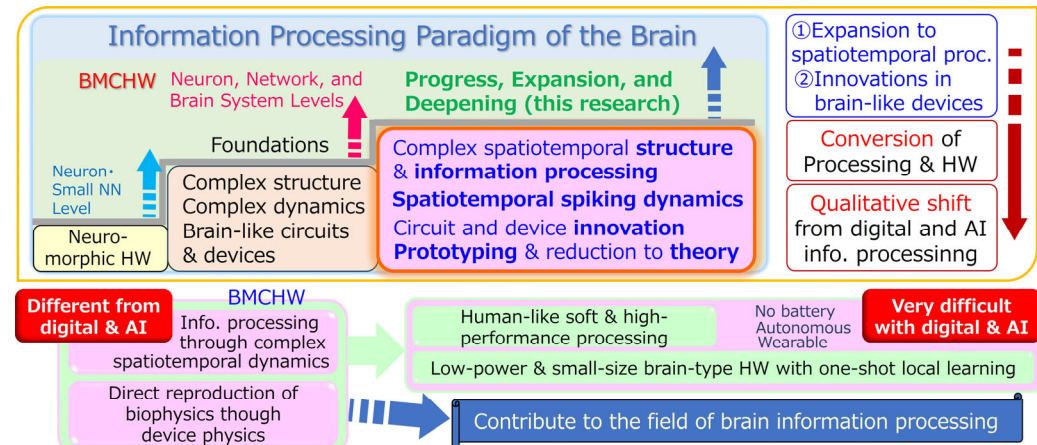 Information Processing Paradigm of the Brain
BMCHW
Neuron, Network, and
Brain System Levels
Progress, Expansion, and
Deepening (this research)
Neuron・
Small NN
Level
Foundations
Neuro-
morphic HW
Complex structure
Complex dynamics
Brain-like circuits
& devices
Complex spatiotemporal structure
& information processing
Spatiotemporal spiking dynamics
Circuit and device innovation
Prototyping & reduction to theory
①Expansion to
spatiotemporal proc.
②Innovations in
brain-like devices
Conversion of
Processing & HW
Qualitative shift
from digital and AI
info. processinng
Different from
digital & AI
BMCHW
Info. processing
through complex
spatiotemporal dynamics
Direct reproduction of
biophysics though
device physics
Human-like soft & high-
performance processing
No battery
Autonomous
Wearable
Very difficult
with digital & AI
Low-power & small-size brain-type HW with one-shot local learning
Contribute to the field of brain information processing